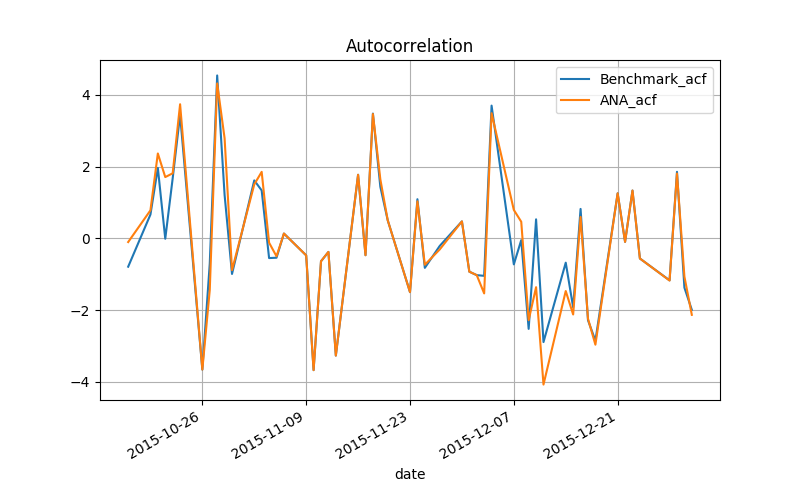 Autocorrelation
Benchmark_acf
ANA_acf
4
2
0
−2
−4
2015-10-26
2015-11-09
2015-11-23
2015-12-07
2015-12-21
date